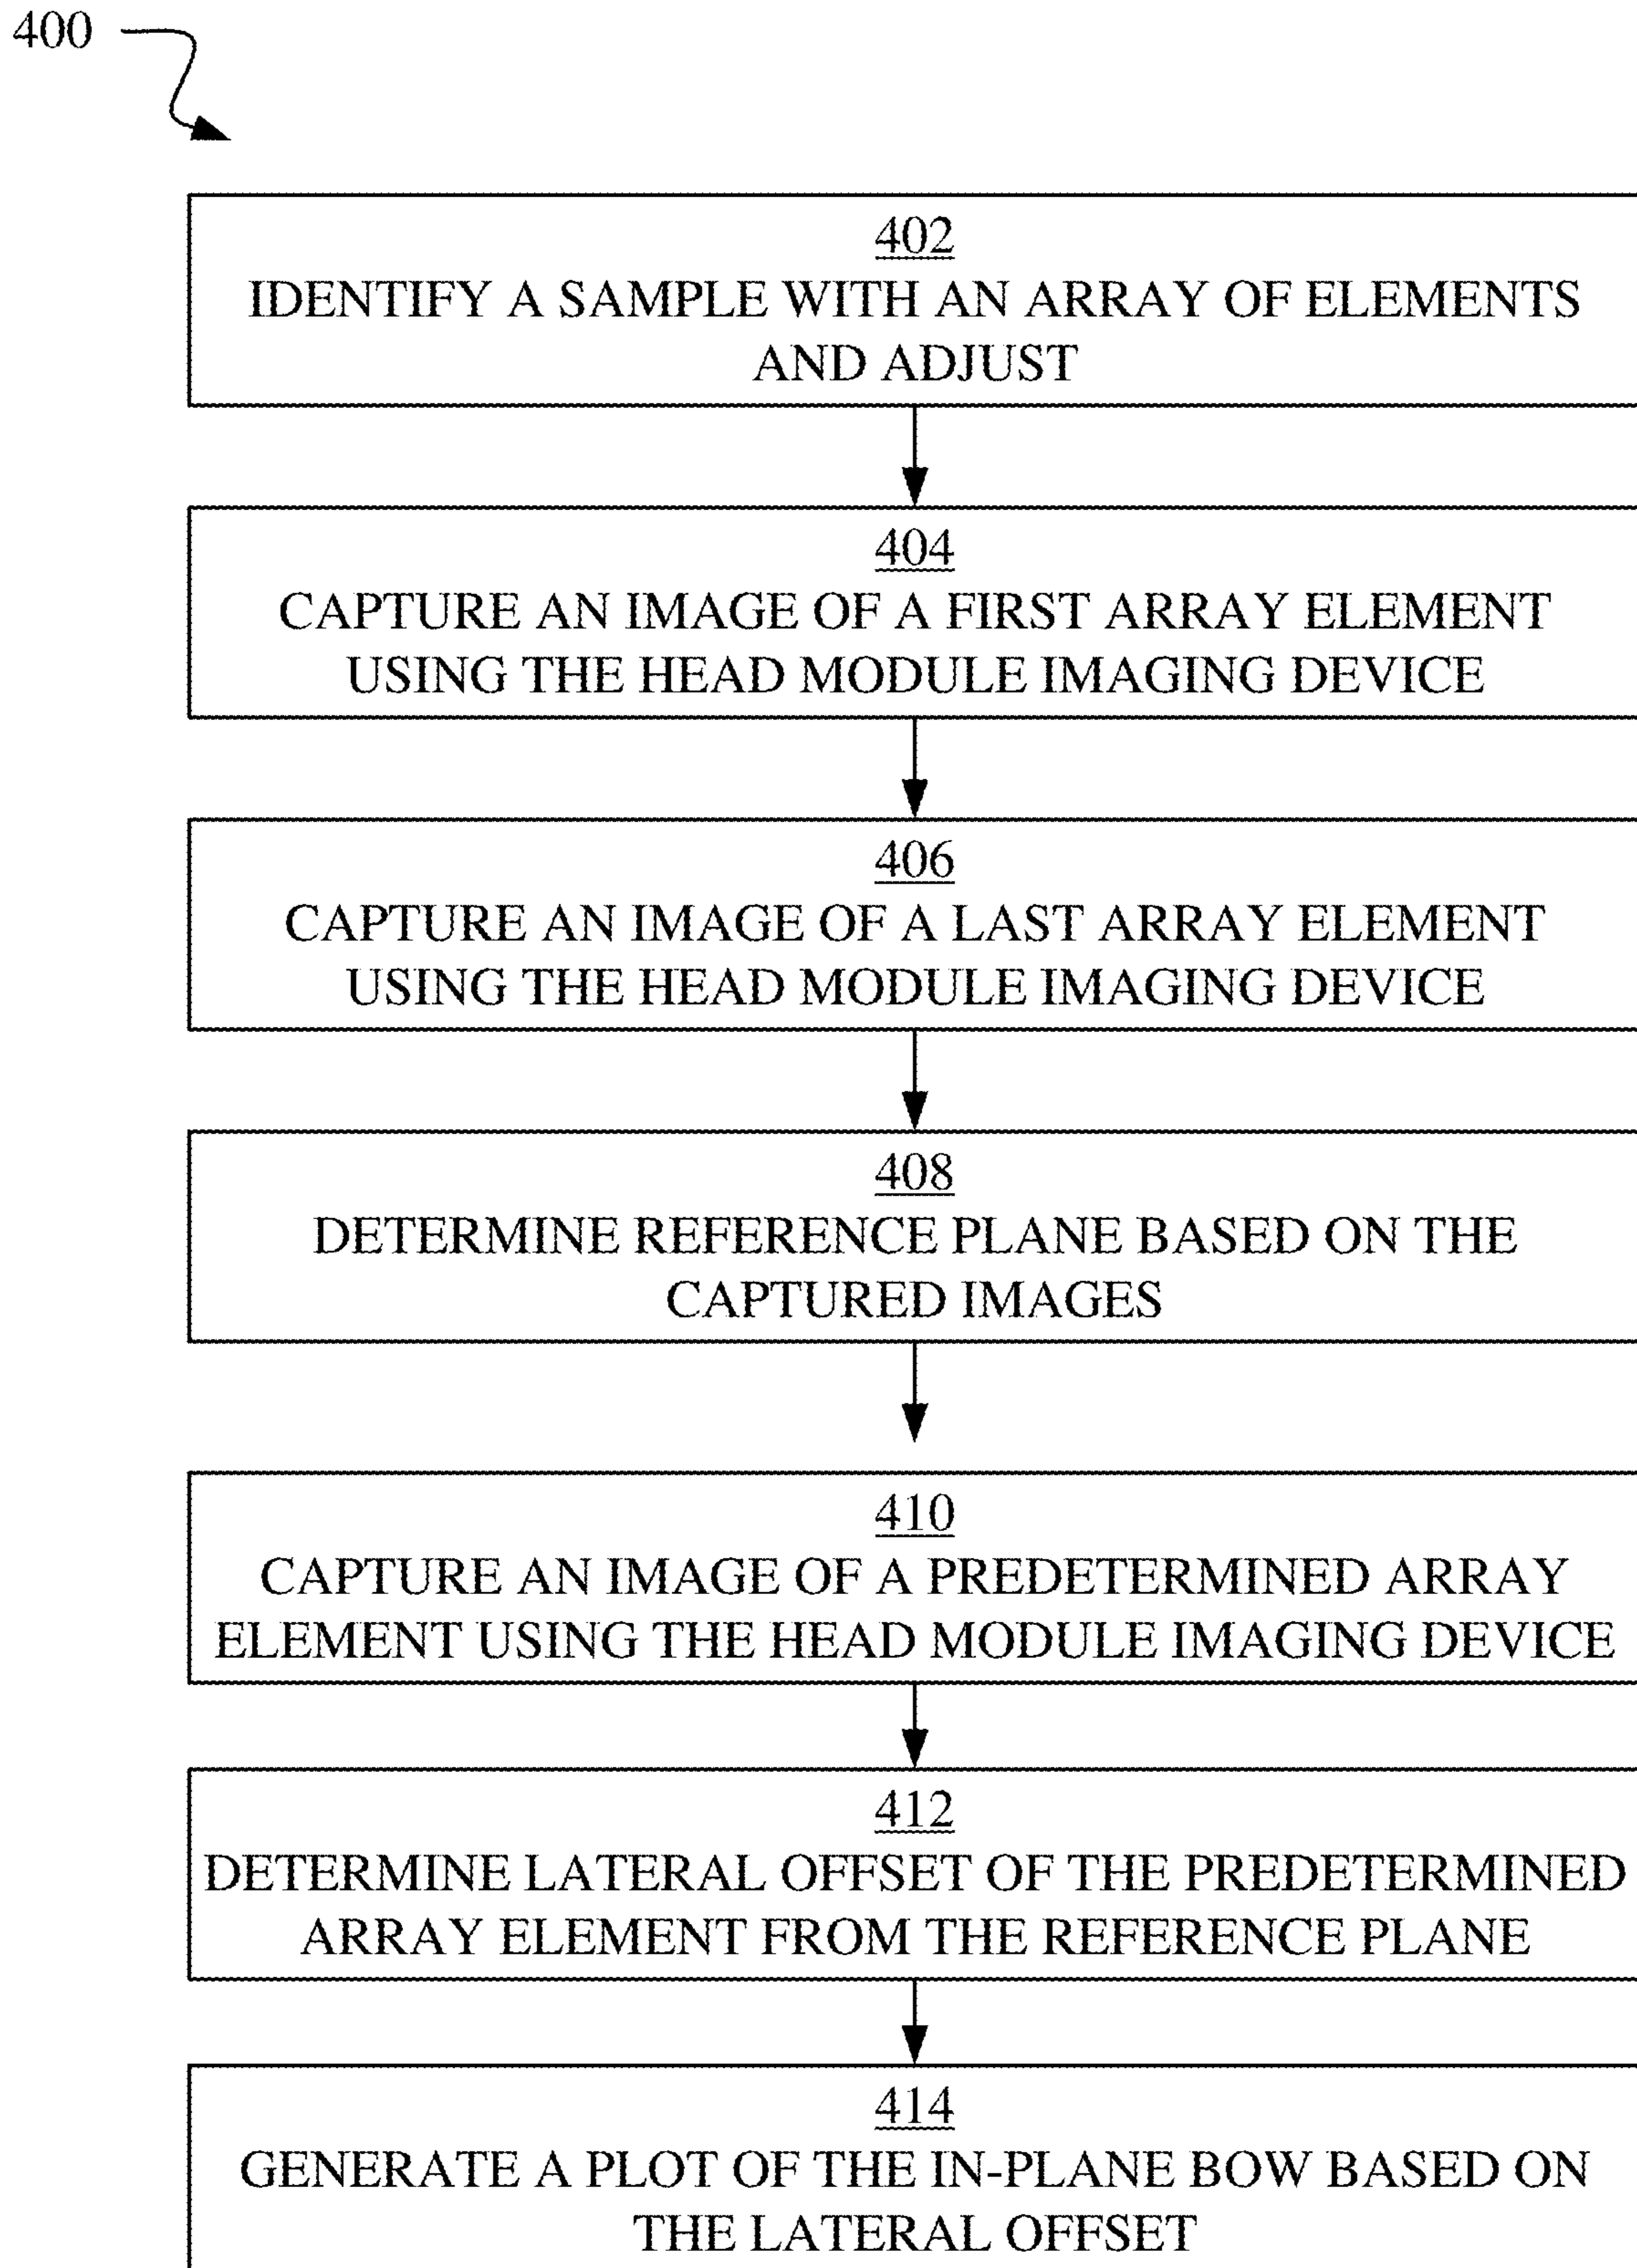 400
402
IDENTIFY A SAMPLE WITH AN ARRAY OF ELEMENTS
AND ADJUST
404
CAPTURE AN IMAGE OF A FIRST ARRAY ELEMENT
USING THE HEAD MODULE IMAGING DEVICE
406
CAPTURE AN IMAGE OF A LAST ARRAY ELEMENT
USING THE HEAD MODULE IMAGING DEVICE
408
DETERMINE REFERENCE PLANE BASED ON THE
CAPTURED IMAGES
410
CAPTURE AN IMAGE OF A PREDETERMINED ARRAY
ELEMENT USING THE HEAD MODULE IMAGING DEVICE
412
DETERMINE LATERAL OFFSET OF THE PREDETERMINED
ARRAY ELEMENT FROM THE REFERENCE PLANE
414
GENERATE A PLOT OF THE IN-PLANE BOW BASED ON
THE LATERAL OFFSET